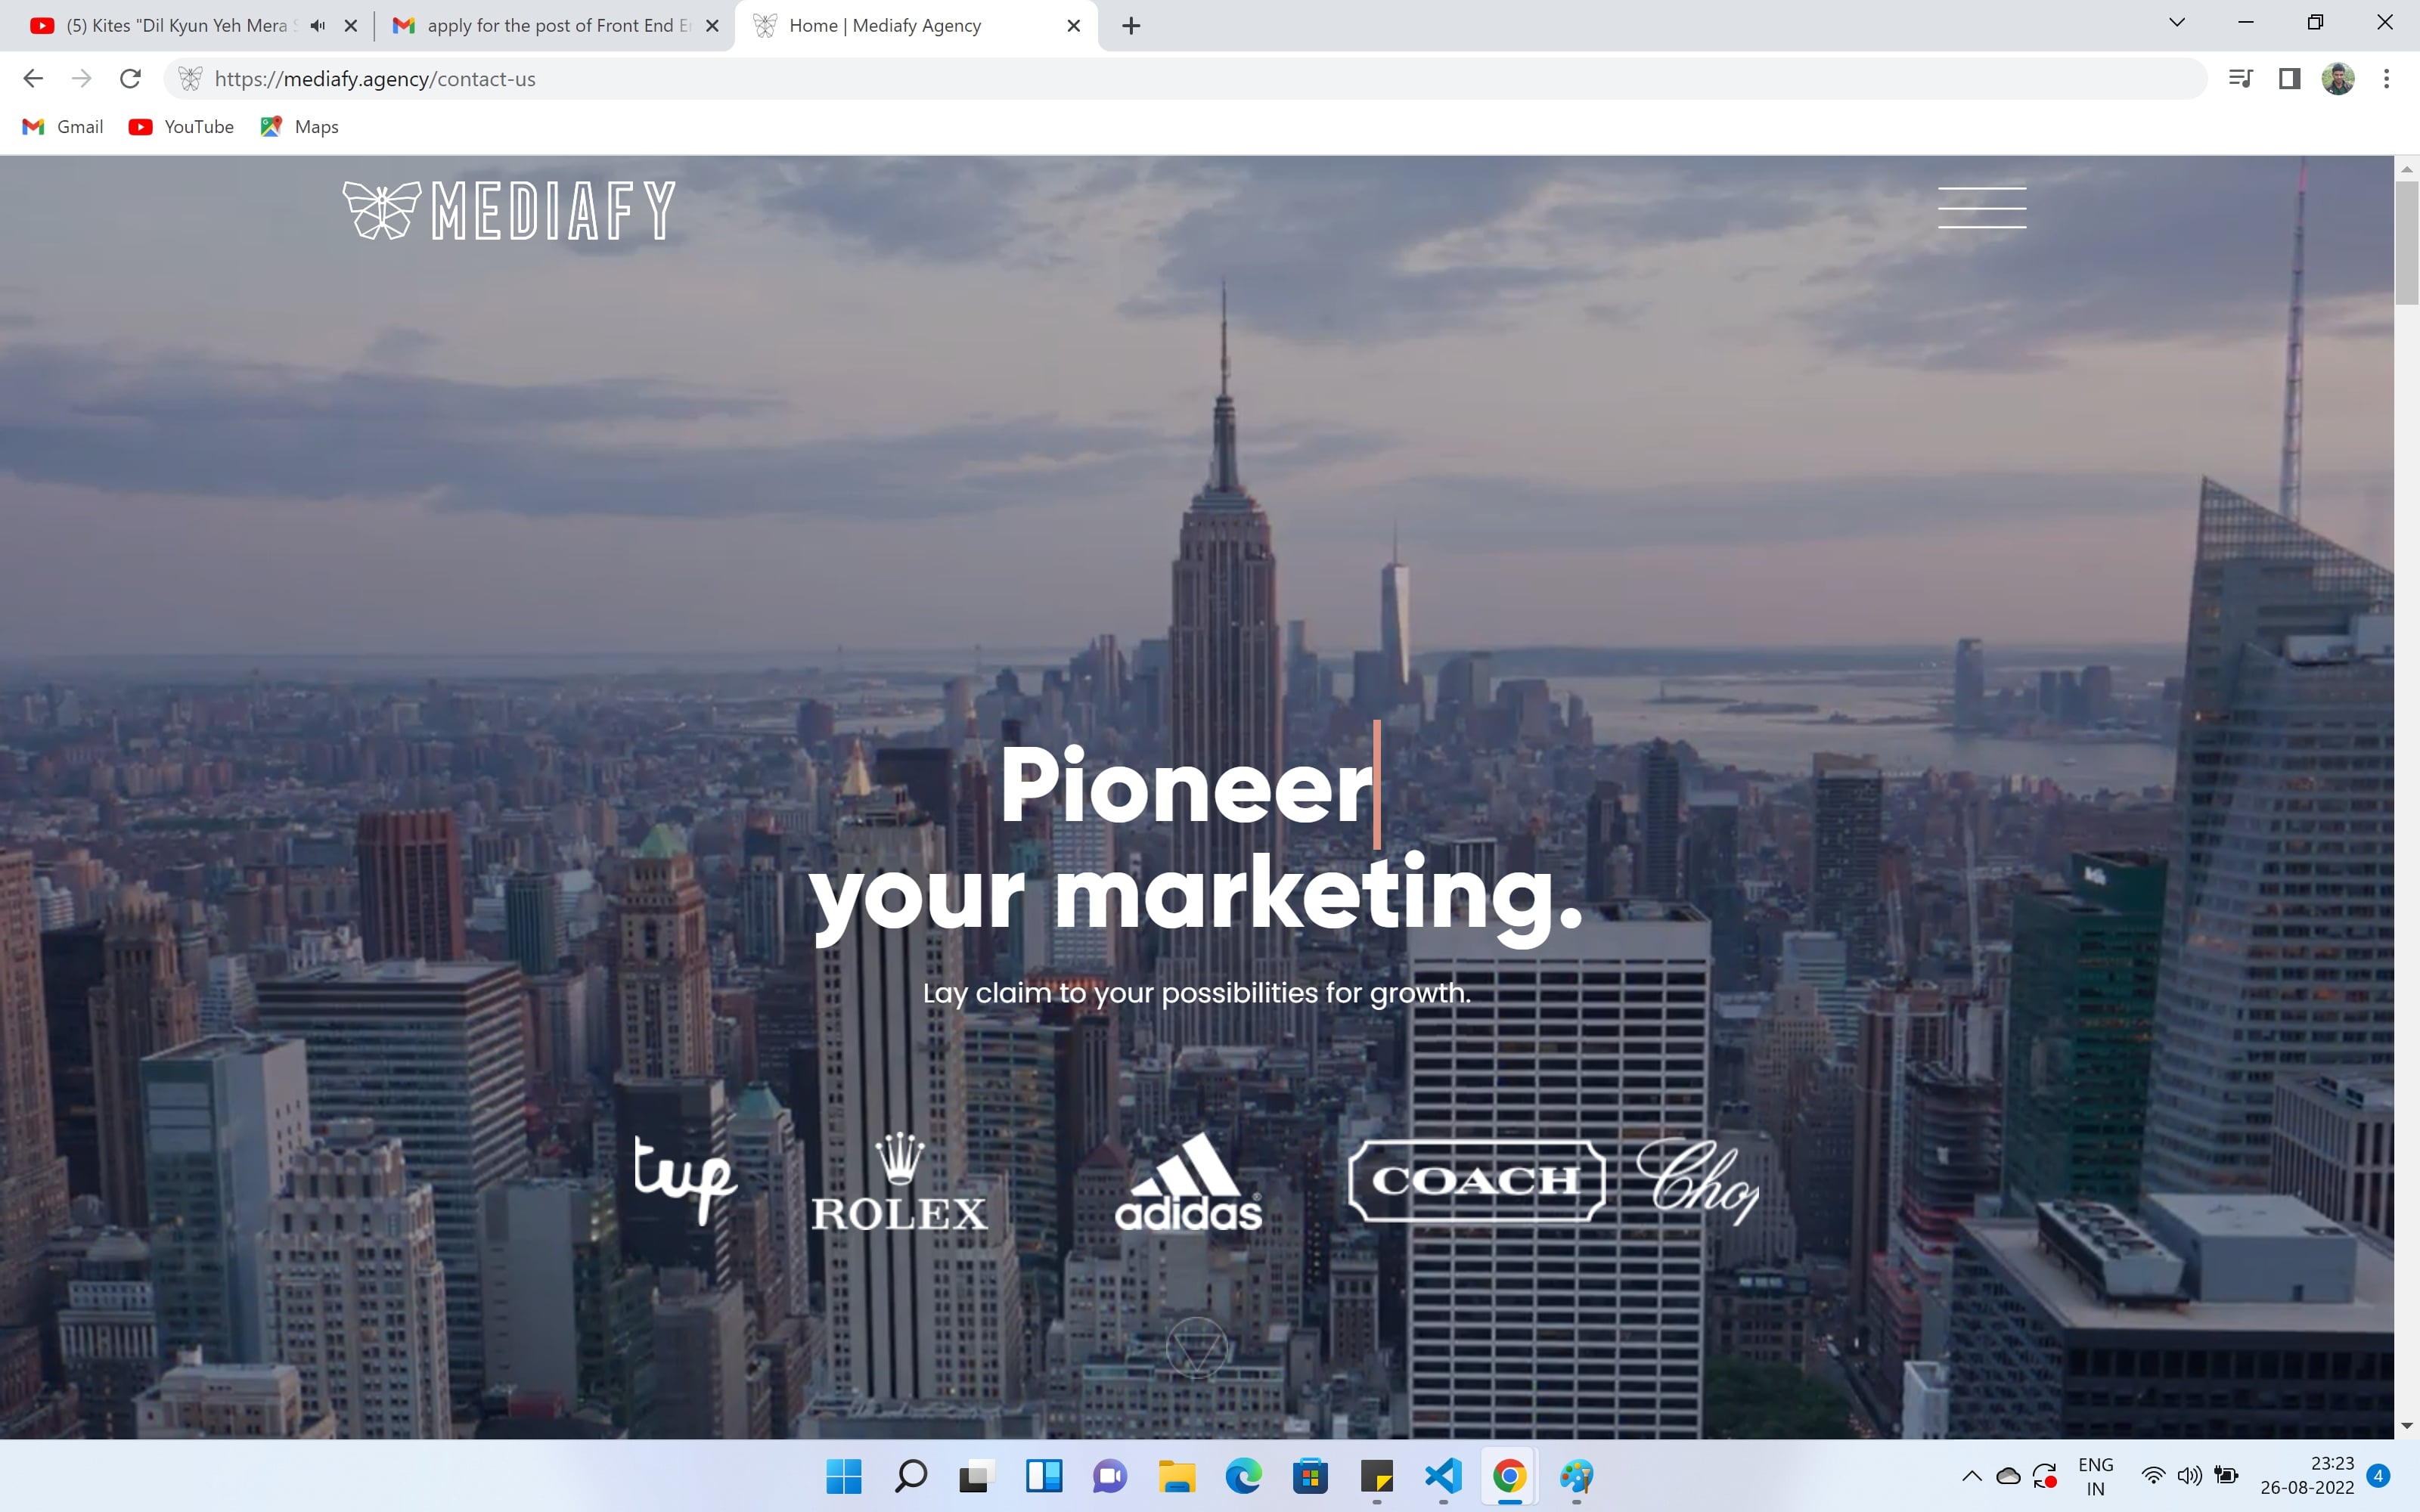 (5) Kites "Dil Kyun Yeh Mera
apply for the post of Front End
Home | Mediafy Agency
https://mediafy.agency/contact-us
Gmail
YouTube
Maps
MEDIAFY
Pioneer
your marketing.
Lay claim to your possibilities for growth.
tup
ROLEX
adidas®
COACH
Cho
ENG
IN
23:23
26-08-2022
4